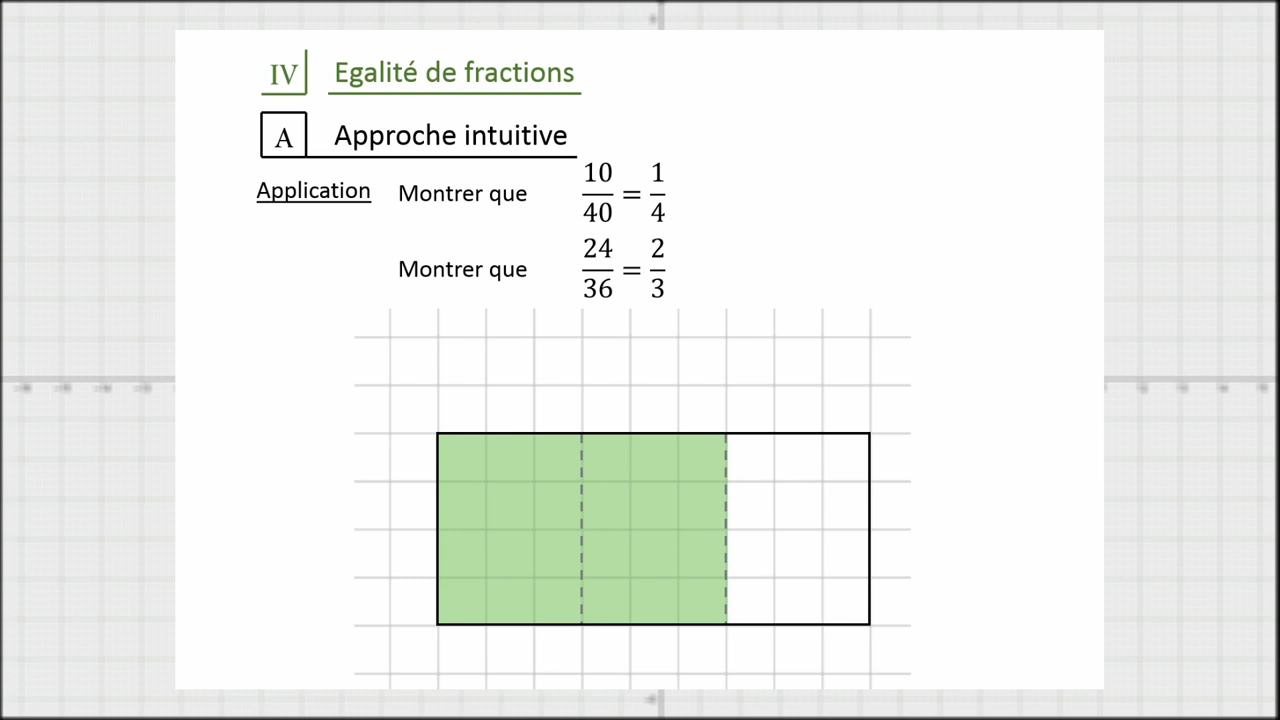 IV Egalité de fractions
A Approche intuitive
Application Montrer que 10/40 = 1/4
Montrer que 24/36 = 2/3